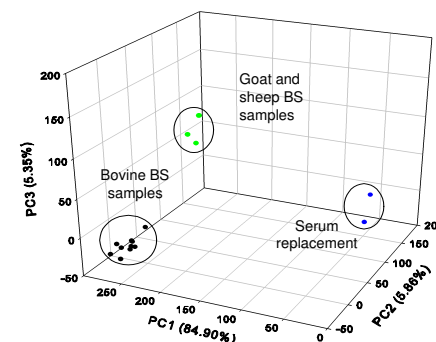 200
150
100
50
0
-50
PC3 (5.35%)
Goat and
sheep BS
samples
Bovine BS
samples
Serum
replacement
250
200
150
100
50
0
PC1 (84.90%)
-50
0
50
100
150
20
PC2 (5.86%)